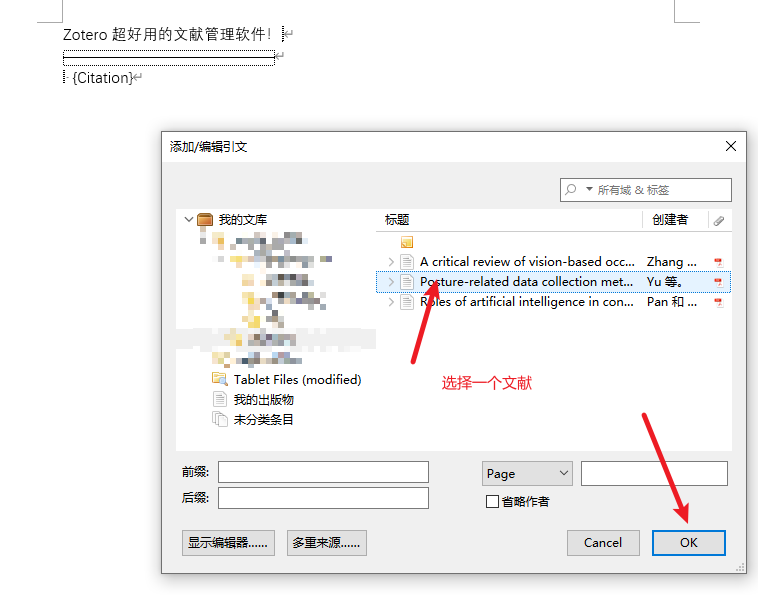 Zotero 超好用的文献管理软件！
{Citation}
添加/编辑引文
所有域 & 标签
我的文库
标题 创建者
A critical review of vision-based occ... Zhang ...
Posture-related data collection met... Yu 等。
Roles of artificial intelligence in con... Pan 和 ...
Tablet Files (modified)
选择一个文献
我的出版物
未分类条目
前缀: Page
后缀: 省略作者
显示编辑器...... 多重来源...... Cancel OK